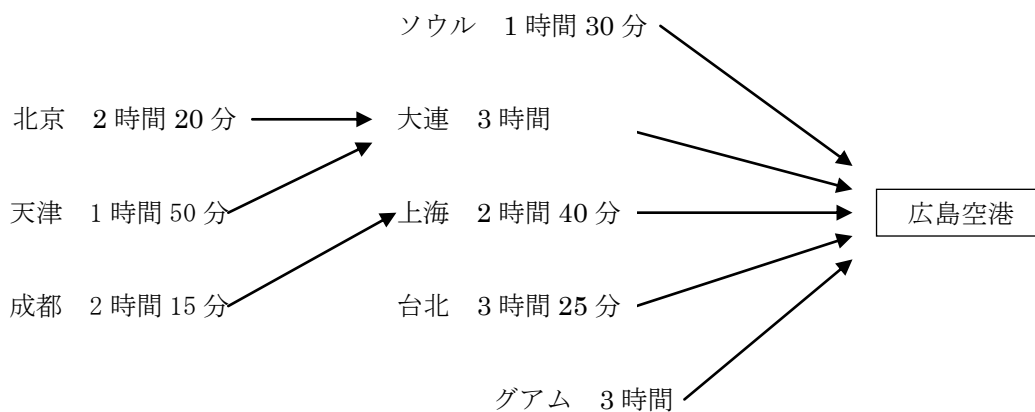 ソウル 1時間30分
北京 2時間20分
大連 3時間
天津 1時間50分
上海 2時間40分
広島空港
成都 2時間15分
台北 3時間25分
グアム 3時間